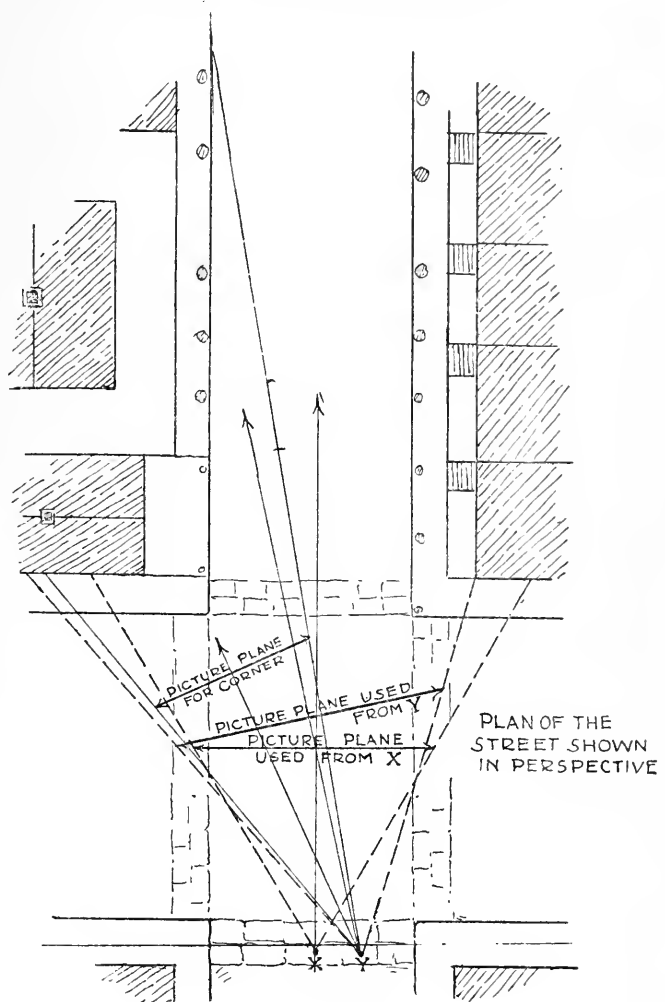 PICTURE PLANE
FOR CORNER
PICTURE PLANE USED
FROM Y
PICTURE PLANE
USED FROM X
PLAN OF THE
STREET SHOWN
IN PERSPECTIVE
X Y